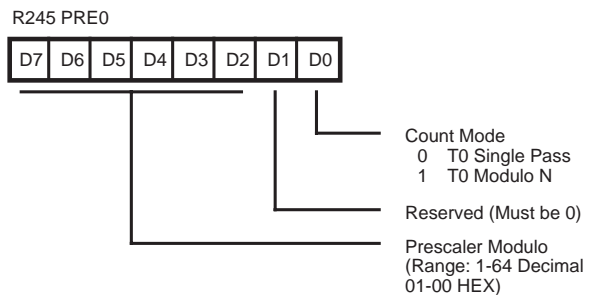 R245 PRE0
D7 D6 D5 D4 D3 D2 D1 D0
Count Mode
0 T0 Single Pass
1 T0 Modulo N
Reserved (Must be 0)
Prescaler Modulo
(Range: 1-64 Decimal
01-00 HEX)